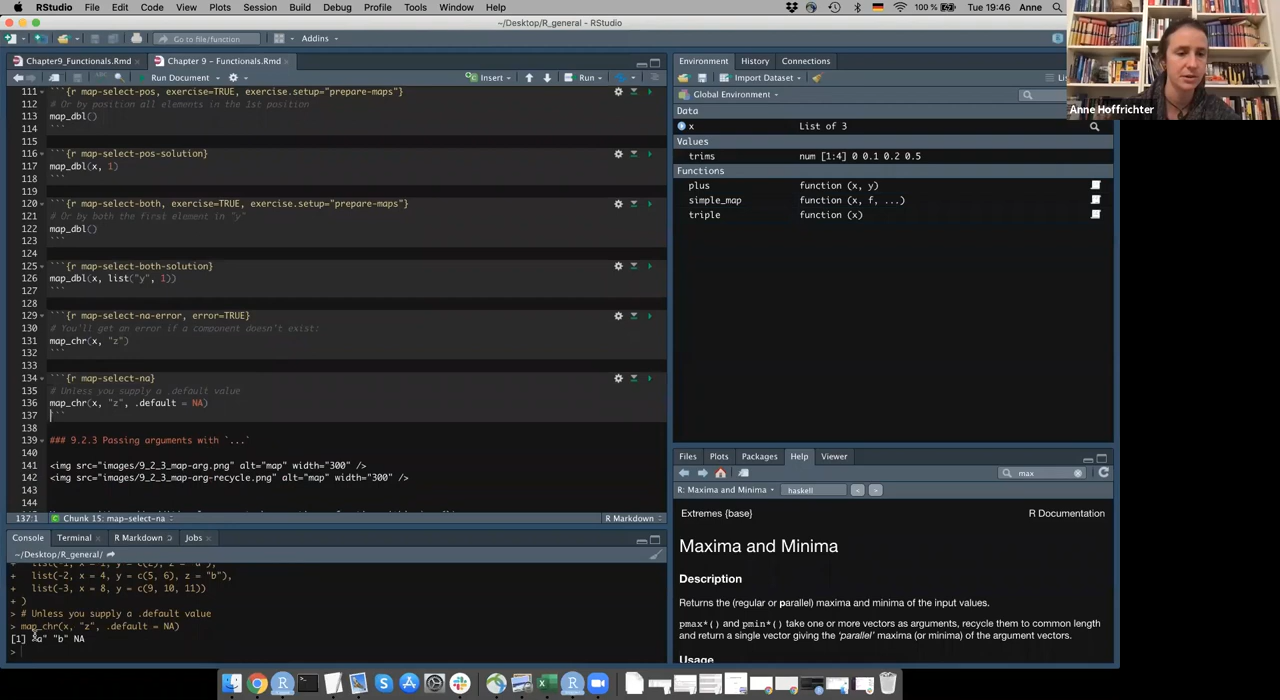 RStudio File Edit Code View Plots Session Build Debug Profile Tools Window Help 100 % Tue 19:46 Anne
~/Desktop/R_general - RStudio
Go to file/function Addins
Anne Hoffrichter
Chapter9_Functionals.Rmd Chapter 9 - Functionals.Rmd
Run Document Insert Run
111 ```{r map-select-pos, exercise=TRUE, exercise.setup="prepare-maps"}
112 # Or by position all elements in the 1st position
113 map_dbl()
114 ```
115
116 ```{r map-select-pos-solution}
117 map_dbl(x, 1)
118 ```
119
120 ```{r map-select-both, exercise=TRUE, exercise.setup="prepare-maps"}
121 # Or by both the first element in "y"
122 map_dbl()
123 ```
124
125 ```{r map-select-both-solution}
126 map_dbl(x, list("y", 1))
127 ```
128
129 ```{r map-select-na-error, error=TRUE}
130 # You'll get an error if a component doesn't exist:
131 map_chr(x, "z")
132 ```
133
134 ```{r map-select-na}
135 # Unless you supply a .default value
136 map_chr(x, "z", .default = NA)
137 ```
138
139 ### 9.2.3 Passing arguments with `...`
140
141 <img src="images/9_2_3_map-arg.png" alt="map" width="300" />
142 <img src="images/9_2_3_map-arg-recycle.png" alt="map" width="300" />
143
144
137:1 Chunk 15: map-select-na R Markdown
Console Terminal R Markdown Jobs
~/Desktop/R_general/
+ list(-2, x = 4, y = c(5, 6), z = "b"),
+ list(-3, x = 8, y = c(9, 10, 11))
+ )
> # Unless you supply a .default value
> map_chr(x, "z", .default = NA)
[1] "a" "b" NA
>
Environment History Connections
Import Dataset
Global Environment
Data
x List of 3
Values
trims num [1:4] 0 0.1 0.2 0.5
Functions
plus function (x, y)
simple_map function (x, f, ...)
triple function (x)
Files Plots Packages Help Viewer
max
R: Maxima and Minima haskell
Extremes {base} R Documentation
Maxima and Minima
Description
Returns the (regular or parallel) maxima and minima of the input values.
pmax*() and pmin*() take one or more vectors as arguments, recycle them to common length
and return a single vector giving the 'parallel' maxima (or minima) of the argument vectors.
Usage